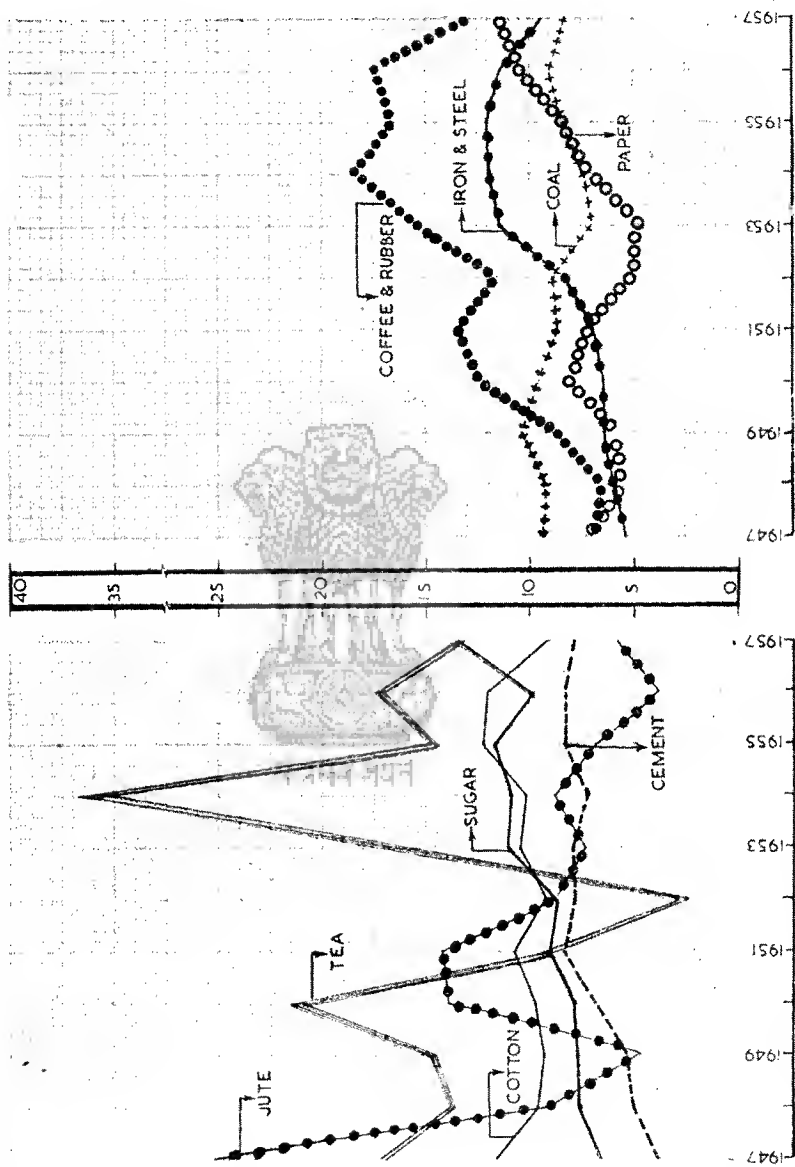 JUTE
TEA
COTTON
SUGAR
CEMENT
1947
1949
1951
1953
1955
1957
40
35
25
20
15
10
5
0
COFFEE & RUBBER
IRON & STEEL
COAL
PAPER
1947
1949
1951
1953
1955
1957